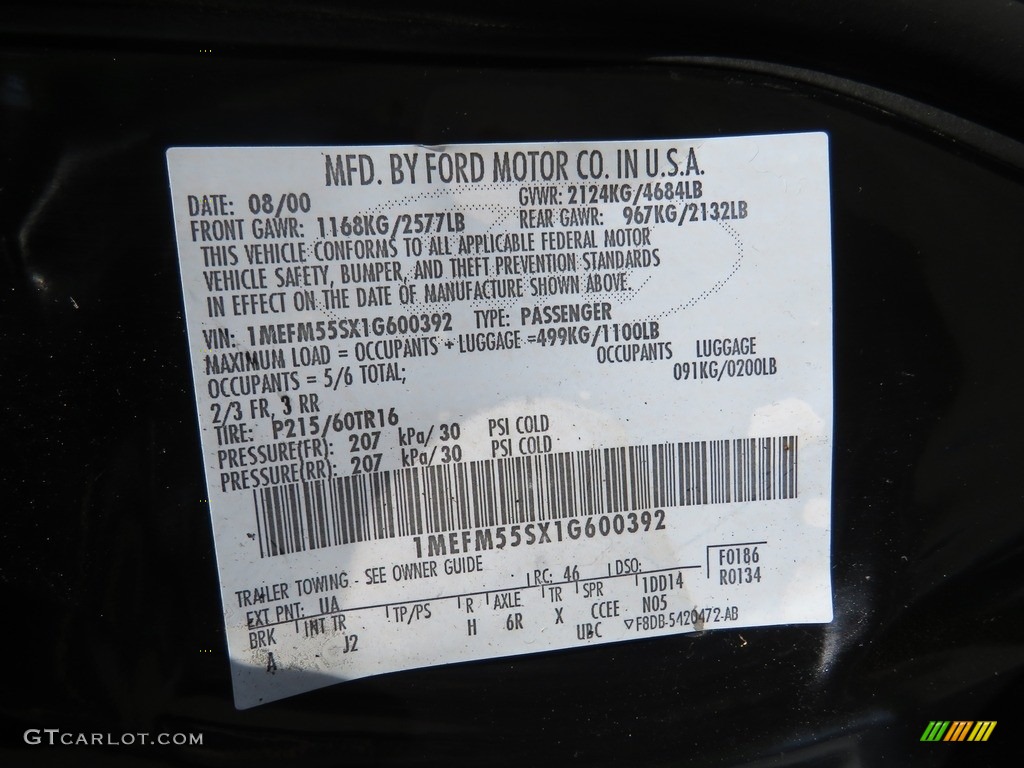 MFD. BY FORD MOTOR CO. IN U.S.A.
DATE: 08/00 GVWR: 2124KG/4684LB
FRONT GAWR: 1168KG/2577LB REAR GAWR: 967KG/2132LB
THIS VEHICLE CONFORMS TO ALL APPLICABLE FEDERAL MOTOR
VEHICLE SAFETY, BUMPER, AND THEFT PREVENTION STANDARDS
IN EFFECT ON THE DATE OF MANUFACTURE SHOWN ABOVE.
VIN: 1MEFM55SX1G600392 TYPE: PASSENGER
MAXIMUM LOAD = OCCUPANTS + LUGGAGE =499KG/1100LB
OCCUPANTS = 5/6 TOTAL; OCCUPANTS LUGGAGE
2/3 FR, 3 RR 091KG/0200LB
TIRE: P215/60TR16
PRESSURE(FR): 207 kPa/ 30 PSI COLD
PRESSURE(RR): 207 kPa/ 30 PSI COLD
1MEFM55SX1G600392
TRAILER TOWING - SEE OWNER GUIDE
EXT PNT: UA RC: 46 DSO: F0186
BRK INT TR TP/PS R AXLE TR SPR 1DD14 R0134
A J2 H 6R X CCEE N05
UBC ▽F8DB-5420472-AB
GTCARLOT.COM